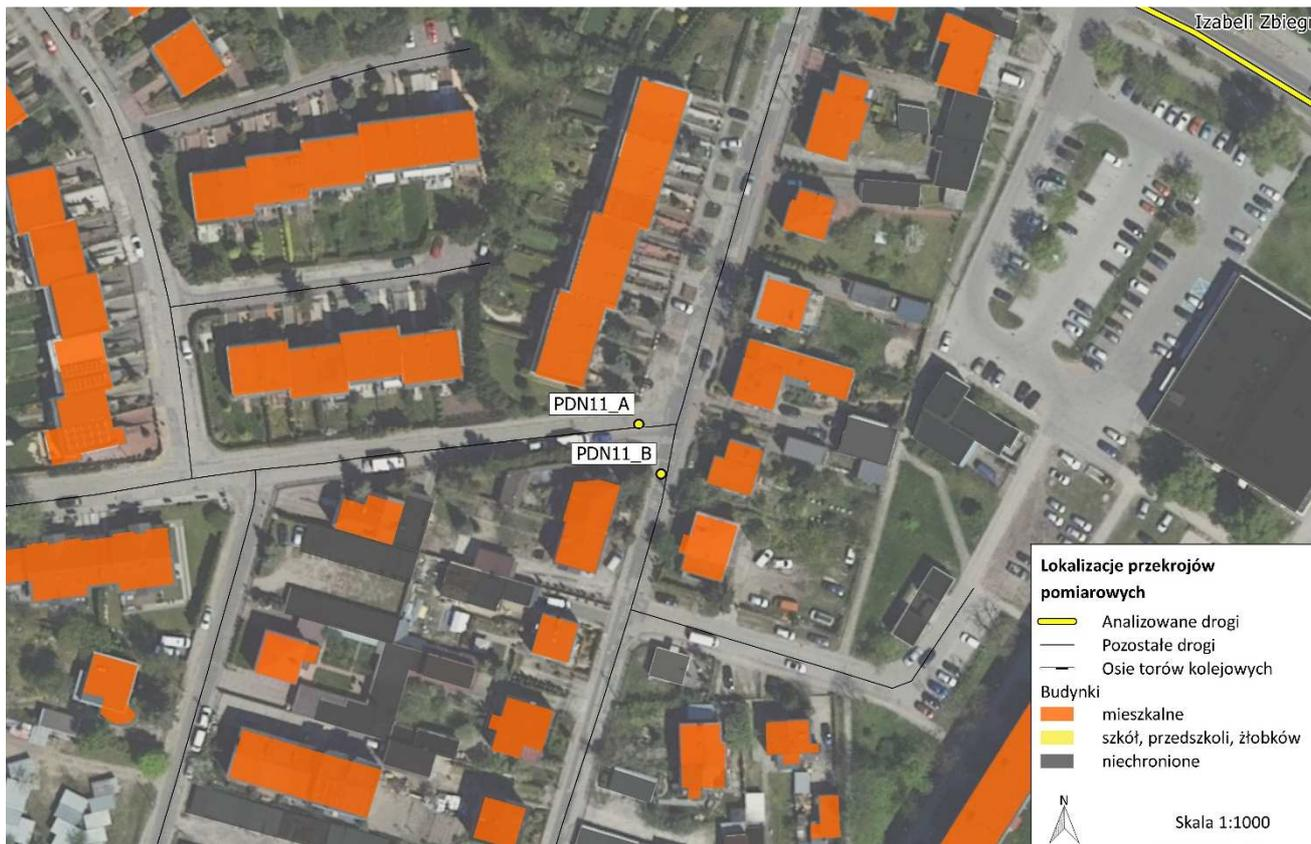 Izabeli Zbiegn
PDN11_A
PDN11_B
Lokalizacje przekrojów
pomiarowych
Analizowane drogi
Pozostałe drogi
Osie torów kolejowych
Budynki
mieszkalne
szkół, przedszkoli, żłobków
niechronione
N
Skala 1:1000